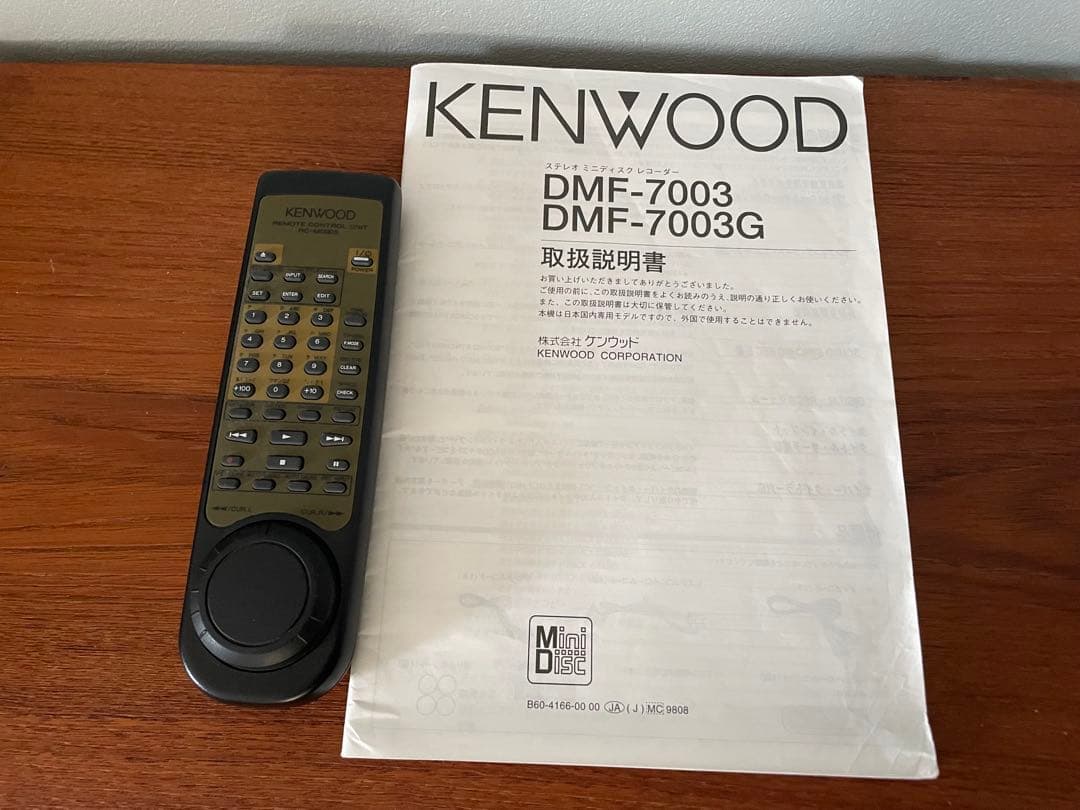 KENWOOD
REMOTE CONTROL UNIT
I/⏻
POWER
INPUT
SEARCH
SET
ENTER
EDIT
1
2
3
4
5
6
P.MODE
7
8
9
CLEAR
+100
0
+10
CHECK
◄◄/CUR.L
CUR.R/►►
KENWOOD
ステレオ ミニディスク レコーダー
DMF-7003
DMF-7003G
取扱説明書
お買い上げいただきましてありがとうございました。
ご使用の前に、この取扱説明書をよくお読みのうえ、説明の通り正しくお使いください。
また、この取扱説明書は大切に保管してください。
本機は日本国内専用モデルですので、外国で使用することはできません。
株式会社 ケンウッド
KENWOOD CORPORATION
Mini
Disc
B60-4166-00 00 JA ( J ) MC 9808